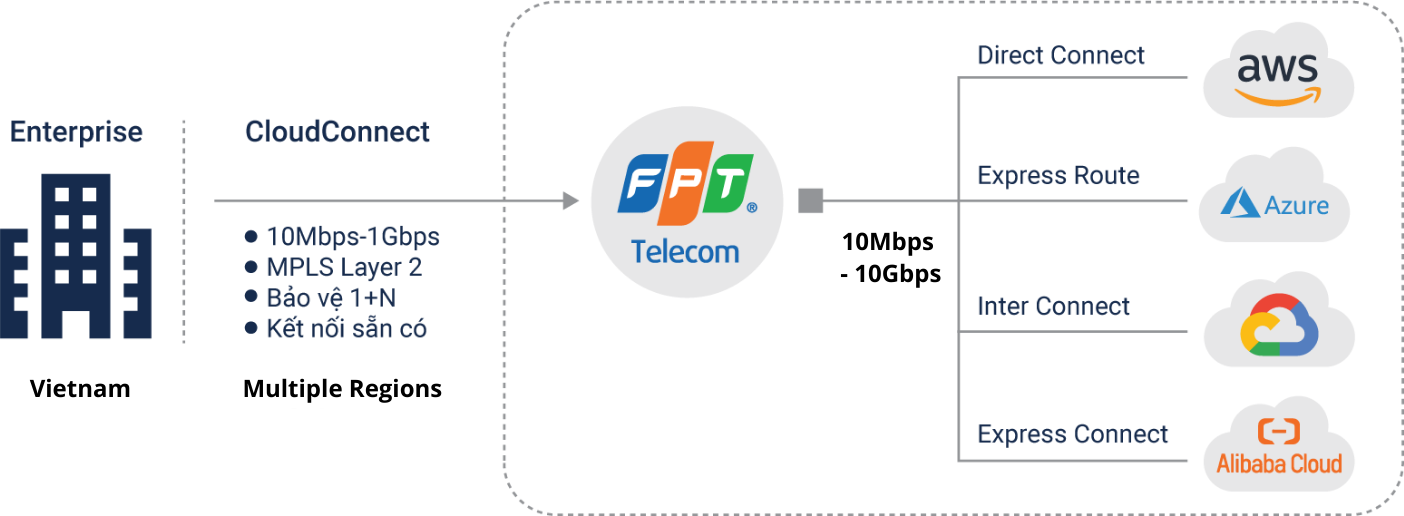 Enterprise
Vietnam
CloudConnect
10Mbps-1Gbps
MPLS Layer 2
Bảo vệ 1+N
Kết nối sẵn có
Multiple Regions
FPT®
Telecom
10Mbps
- 10Gbps
Direct Connect
aws
Express Route
Azure
Inter Connect
Express Connect
Alibaba Cloud